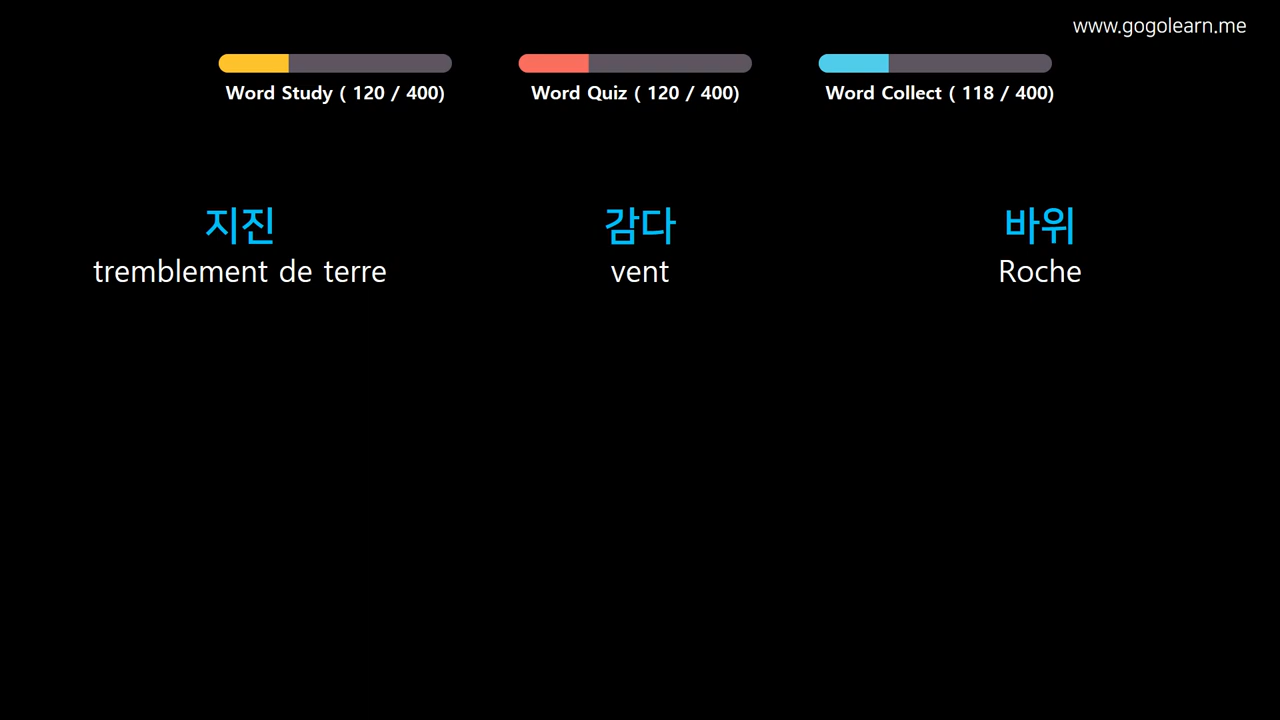 www.gogolearn.me
Word Study ( 120 / 400)
Word Quiz ( 120 / 400)
Word Collect ( 118 / 400)
지진
tremblement de terre
감다
vent
바위
Roche